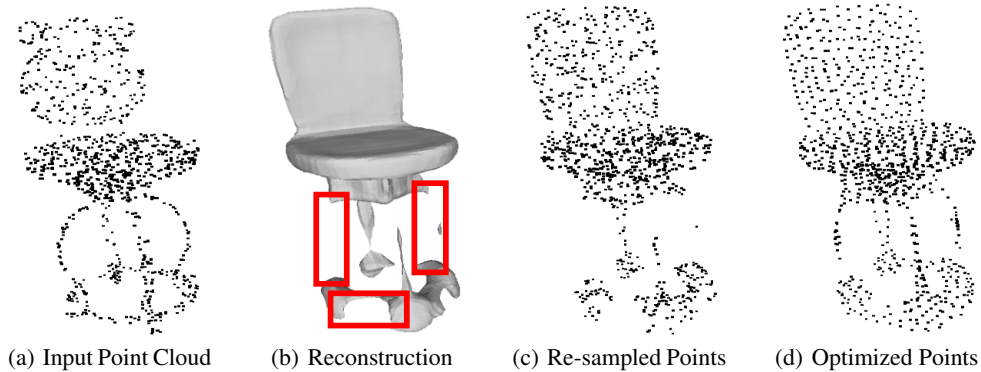 (a) Input Point Cloud
(b) Reconstruction
(c) Re-sampled Points
(d) Optimized Points